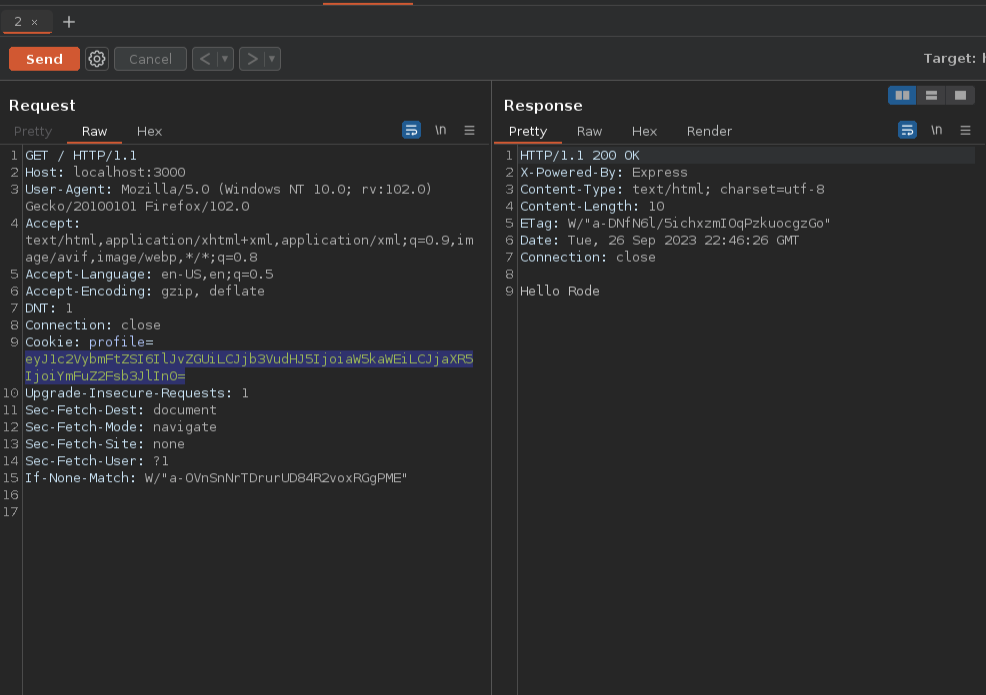 2 ×
+
Send
Cancel
<
>
Target:
Request
Pretty
Raw
Hex
\n
1 GET / HTTP/1.1
2 Host: localhost:3000
3 User-Agent: Mozilla/5.0 (Windows NT 10.0; rv:102.0)
Gecko/20100101 Firefox/102.0
4 Accept:
text/html,application/xhtml+xml,application/xml;q=0.9,im
age/avif,image/webp,*/*;q=0.8
5 Accept-Language: en-US,en;q=0.5
6 Accept-Encoding: gzip, deflate
7 DNT: 1
8 Connection: close
9 Cookie: profile=
eyJ1c2VybmFtZSI6IlJvZGUiLCJjb3VudHJ5IjoiaW5kaWEiLCJjaXR5
IjoiYmFuZ2Fsb3JlIn0=
10 Upgrade-Insecure-Requests: 1
11 Sec-Fetch-Dest: document
12 Sec-Fetch-Mode: navigate
13 Sec-Fetch-Site: none
14 Sec-Fetch-User: ?1
15 If-None-Match: W/"a-OVnSnNrTDrurUD84R2voxRGgPME"
16
17
Response
Pretty
Raw
Hex
Render
\n
1 HTTP/1.1 200 OK
2 X-Powered-By: Express
3 Content-Type: text/html; charset=utf-8
4 Content-Length: 10
5 ETag: W/"a-DNfN6l/5ichxzmIOqPzkuocgzGo"
6 Date: Tue, 26 Sep 2023 22:46:26 GMT
7 Connection: close
8
9 Hello Rode